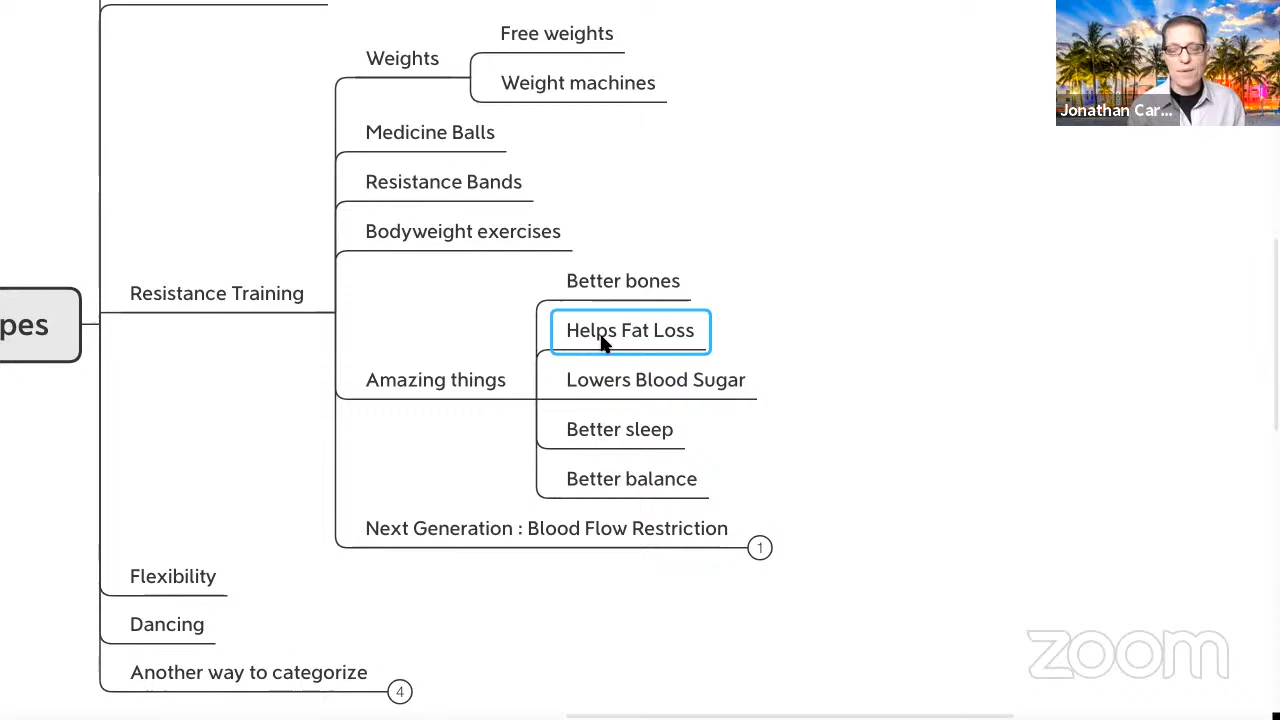 Free weights
Weights
Weight machines
Medicine Balls
Resistance Bands
Bodyweight exercises
Better bones
Resistance Training
pes
Helps Fat Loss
Amazing things
Lowers Blood Sugar
Better sleep
Better balance
Next Generation : Blood Flow Restriction
1
Flexibility
Dancing
Another way to categorize
4
Jonathan Car...
zoom